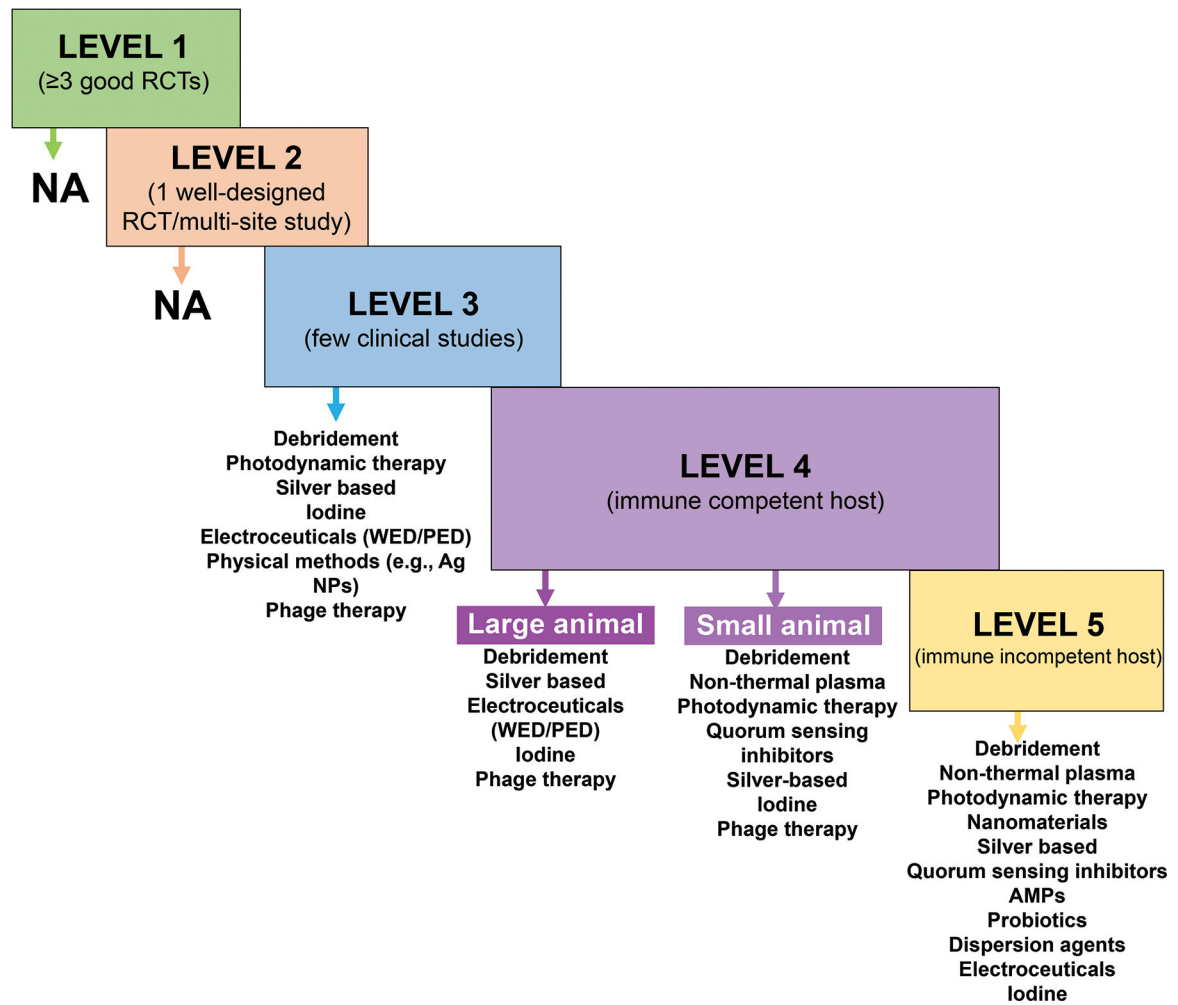 LEVEL 1
(≥3 good RCTs)
NA
LEVEL 2
(1 well-designed
RCT/multi-site study)
NA
LEVEL 3
(few clinical studies)
Debridement
Photodynamic therapy
Silver based
Iodine
Electroceuticals (WED/PED)
Physical methods (e.g., Ag
NPs)
Phage therapy
LEVEL 4
(immune competent host)
Large animal
Debridement
Silver based
Electroceuticals
(WED/PED)
Iodine
Phage therapy
Small animal
Debridement
Non-thermal plasma
Photodynamic therapy
Quorum sensing
inhibitors
Silver-based
Iodine
Phage therapy
LEVEL 5
(immune incompetent host)
Debridement
Non-thermal plasma
Photodynamic therapy
Nanomaterials
Silver based
Quorum sensing inhibitors
AMPs
Probiotics
Dispersion agents
Electroceuticals
Iodine